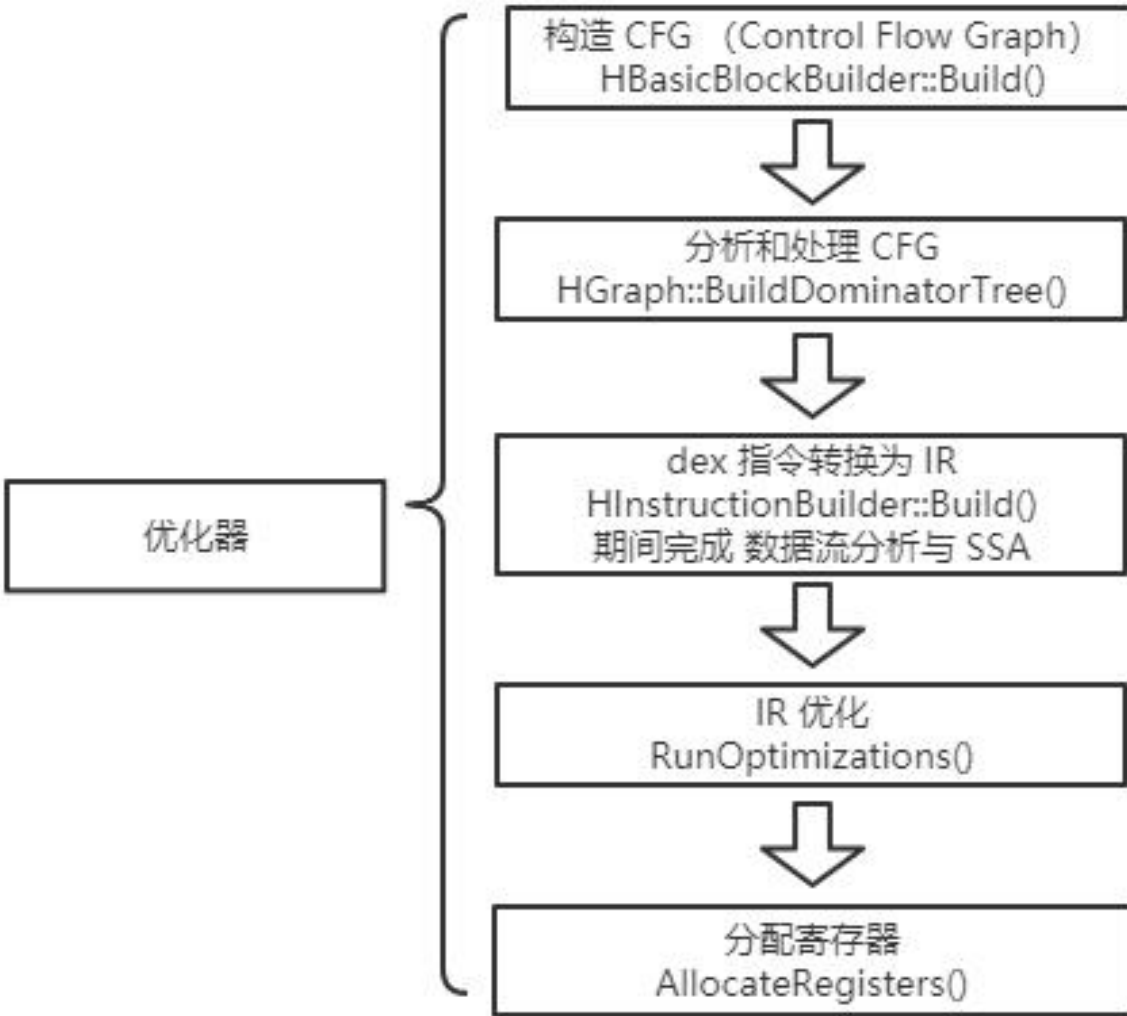 构造 CFG （Control Flow Graph）
HBasicBlockBuilder::Build()
分析和处理 CFG
HGraph::BuildDominatorTree()
dex 指令转换为 IR
HInstructionBuilder::Build()
期间完成 数据流分析与 SSA
优化器
IR 优化
RunOptimizations()
分配寄存器
AllocateRegisters()